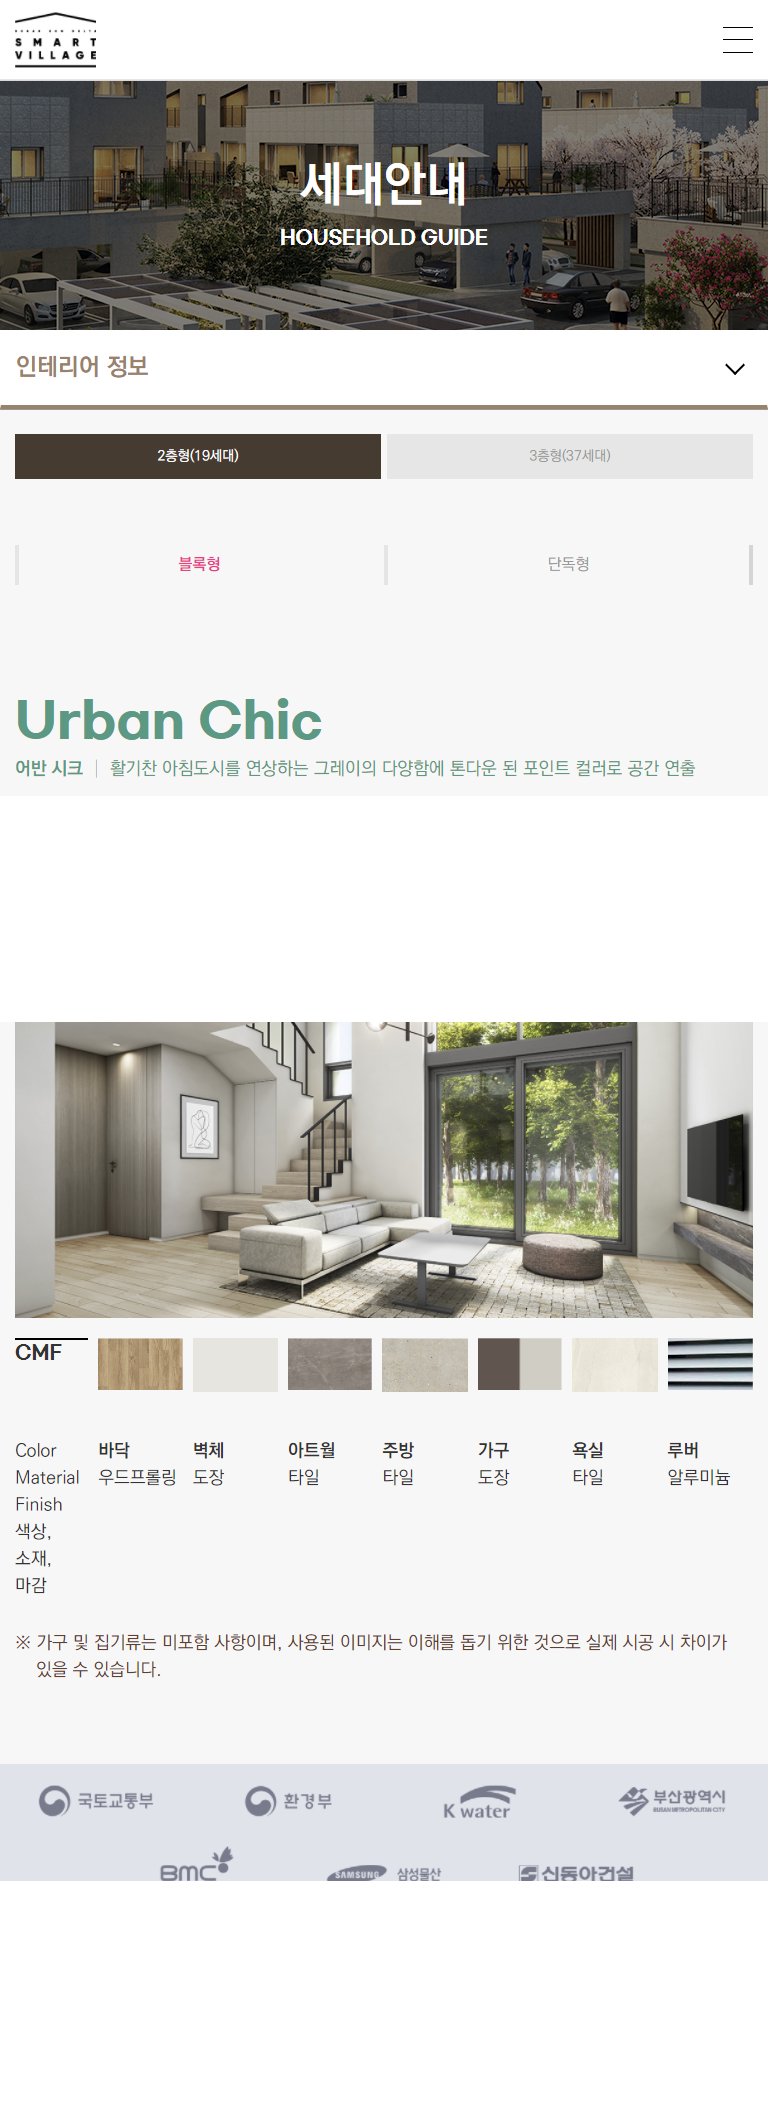 BUSAN ECO DELTA
SMART
VILLAGE
세대안내
HOUSEHOLD GUIDE
인테리어 정보
2층형(19세대)
3층형(37세대)
블록형
단독형
Urban Chic
어반 시크 | 활기찬 아침도시를 연상하는 그레이의 다양함에 톤다운 된 포인트 컬러로 공간 연출
CMF
Color
Material
Finish
색상,
소재,
마감
바닥
우드프롤링
벽체
도장
아트월
타일
주방
타일
가구
도장
욕실
타일
루버
알루미늄
※ 가구 및 집기류는 미포함 사항이며, 사용된 이미지는 이해를 돕기 위한 것으로 실제 시공 시 차이가
있을 수 있습니다.
국토교통부
환경부
K water
부산광역시
BUSAN METROPOLITAN CITY
BMC
SAMSUNG 삼성물산
신동아건설